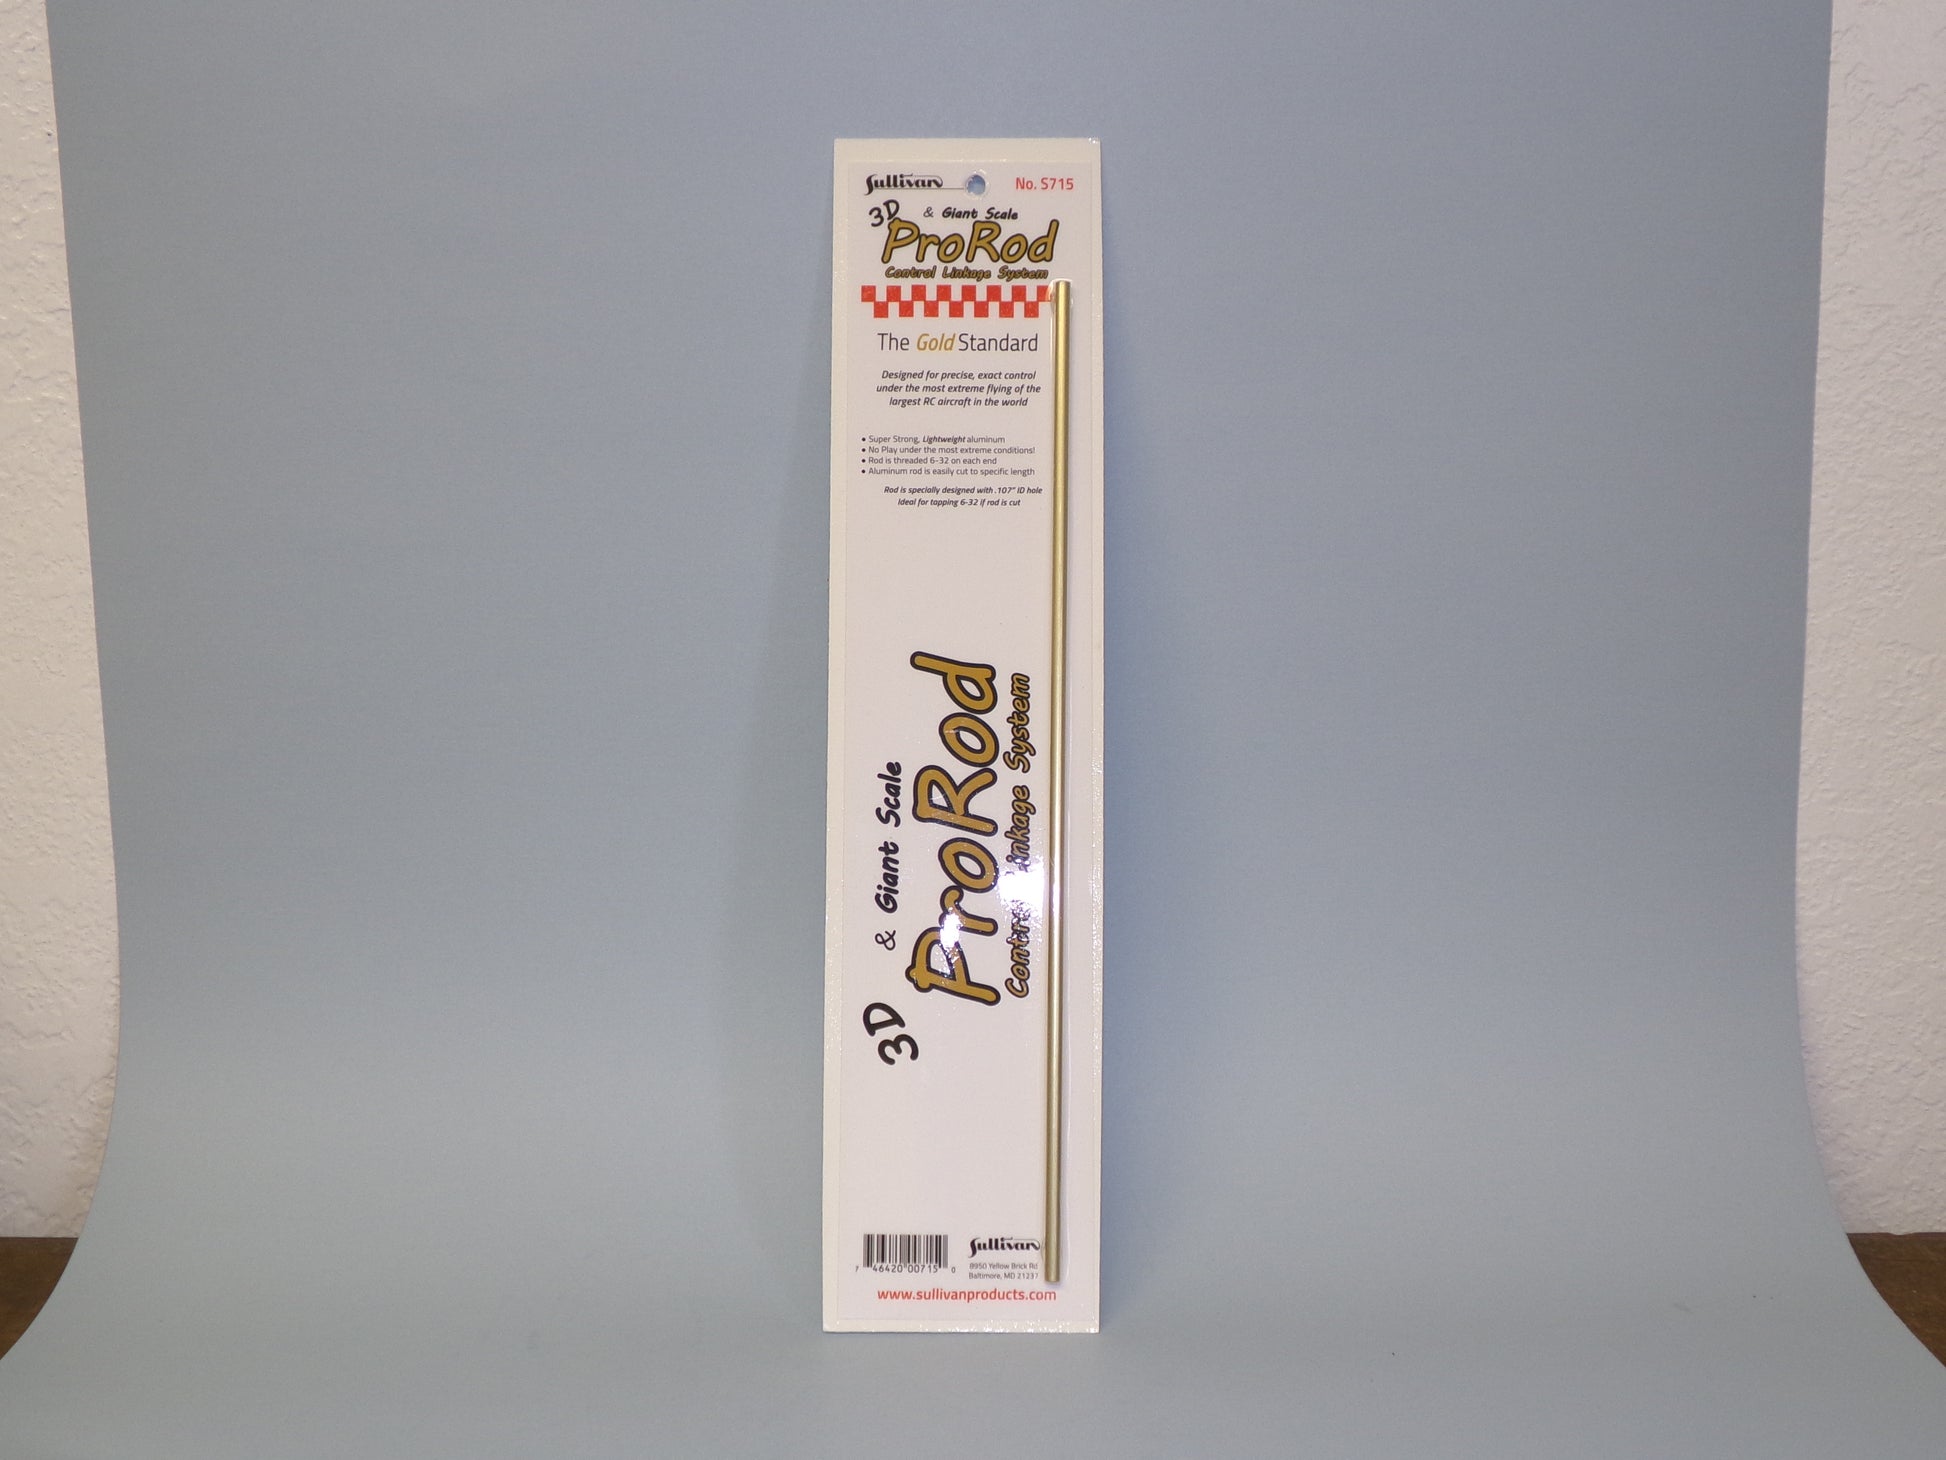 Sullivan
No. S715
3D & Giant Scale
ProRod
Control Linkage System
The Gold Standard
Designed for precise, exact control
under the most extreme flying of the
largest RC aircraft in the world
• Super Strong, Lightweight aluminum
• No Play under the most extreme conditions!
• Rod is threaded 6-32 on each end
• Aluminum rod is easily cut to specific length
Rod is specially designed with .107" ID hole
Ideal for tapping 6-32 if rod is cut
3D & Giant Scale
ProRod
Control Linkage System
7 46420 00715 0
Sullivan
8950 Yellow Brick Rd
Baltimore, MD 21237
www.sullivanproducts.com